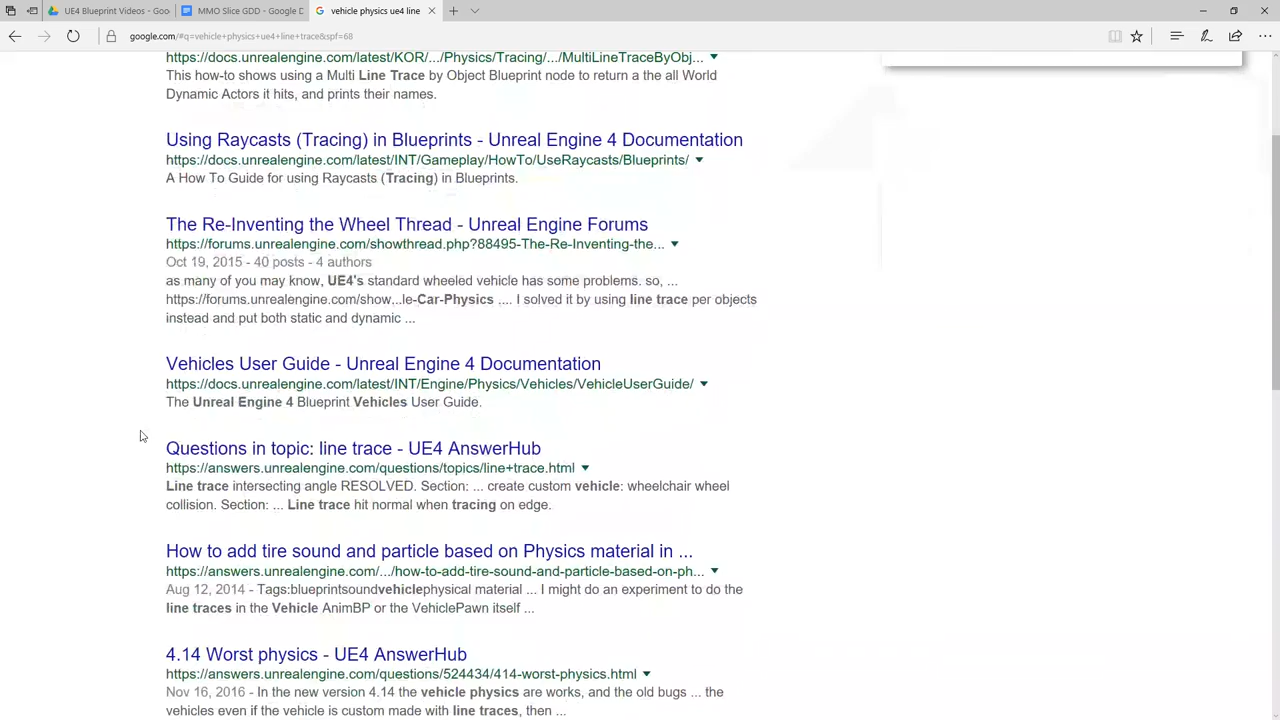 UE4 Blueprint Videos - Goo
MMO Slice GDD - Google D
vehicle physics ue4 line
google.com/#q=vehicle+physics+ue4+line+trace&spf=68
https://docs.unrealengine.com/latest/KOR/.../Physics/Tracing/.../MultiLineTraceByObj...
This how-to shows using a Multi Line Trace by Object Blueprint node to return a the all World
Dynamic Actors it hits, and prints their names.
Using Raycasts (Tracing) in Blueprints - Unreal Engine 4 Documentation
https://docs.unrealengine.com/latest/INT/Gameplay/HowTo/UseRaycasts/Blueprints/
A How To Guide for using Raycasts (Tracing) in Blueprints.
The Re-Inventing the Wheel Thread - Unreal Engine Forums
https://forums.unrealengine.com/showthread.php?88495-The-Re-Inventing-the...
Oct 19, 2015 - 40 posts - 4 authors
as many of you may know, UE4's standard wheeled vehicle has some problems. so, ...
https://forums.unrealengine.com/show...le-Car-Physics .... I solved it by using line trace per objects
instead and put both static and dynamic ...
Vehicles User Guide - Unreal Engine 4 Documentation
https://docs.unrealengine.com/latest/INT/Engine/Physics/Vehicles/VehicleUserGuide/
The Unreal Engine 4 Blueprint Vehicles User Guide.
Questions in topic: line trace - UE4 AnswerHub
https://answers.unrealengine.com/questions/topics/line+trace.html
Line trace intersecting angle RESOLVED. Section: ... create custom vehicle: wheelchair wheel
collision. Section: ... Line trace hit normal when tracing on edge.
How to add tire sound and particle based on Physics material in ...
https://answers.unrealengine.com/.../how-to-add-tire-sound-and-particle-based-on-ph...
Aug 12, 2014 - Tags:blueprintsoundvehiclephysical material ... I might do an experiment to do the
line traces in the Vehicle AnimBP or the VehiclePawn itself ...
4.14 Worst physics - UE4 AnswerHub
https://answers.unrealengine.com/questions/524434/414-worst-physics.html
Nov 16, 2016 - In the new version 4.14 the vehicle physics are works, and the old bugs ... the
vehicles even if the vehicle is custom made with line traces, then ...